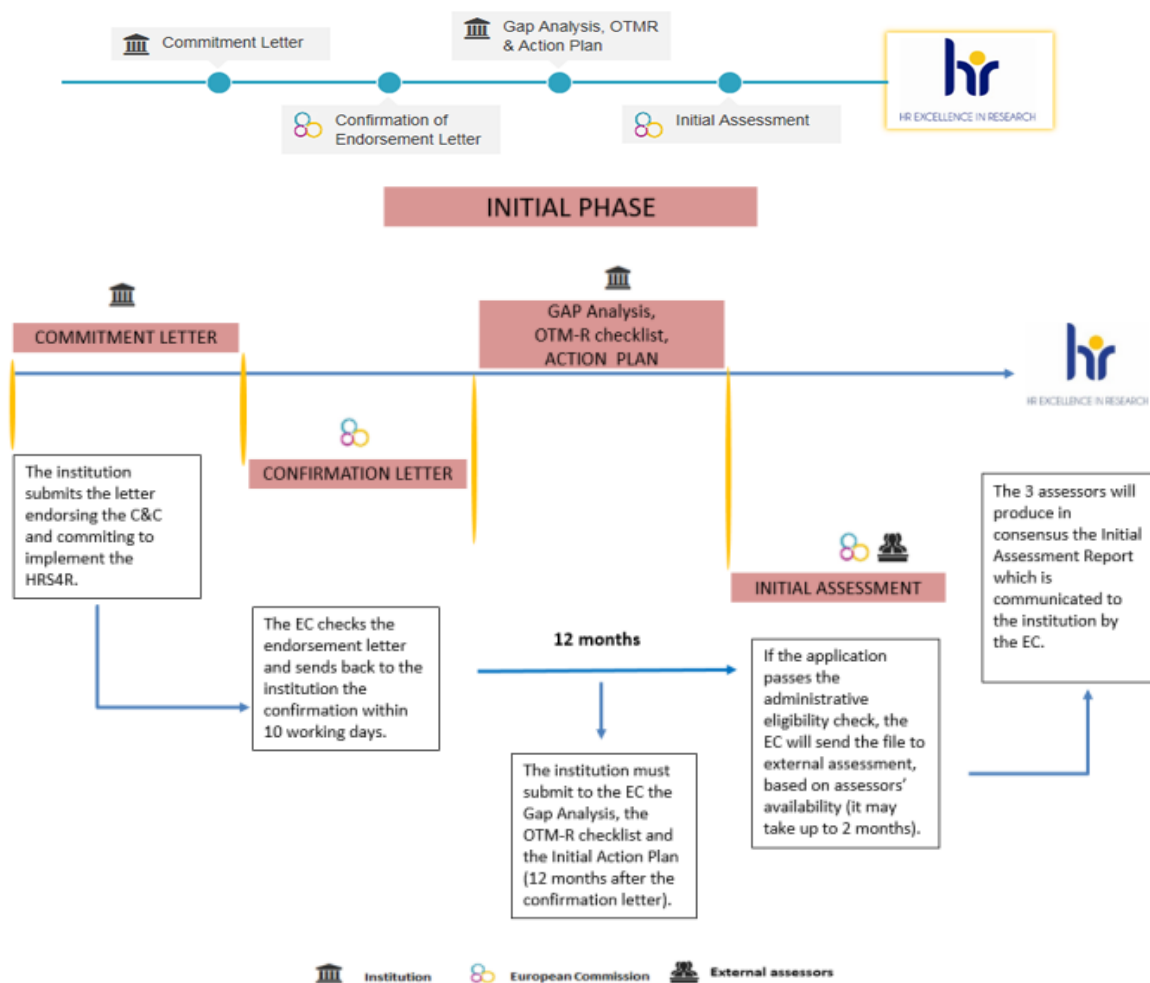 Commitment Letter
Gap Analysis, OTMR
& Action Plan
Confirmation of
Endorsement Letter
Initial Assessment
hr
HR EXCELLENCE IN RESEARCH
INITIAL PHASE
COMMITMENT LETTER
GAP Analysis,
OTM-R checklist,
ACTION PLAN
hr
HR EXCELLENCE IN RESEARCH
CONFIRMATION LETTER
The institution
submits the letter
endorsing the C&C
and commiting to
implement the
HRS4R.
The 3 assessors will
produce in
consensus the Initial
Assessment Report
which is
communicated to
the institution by
the EC.
INITIAL ASSESSMENT
The EC checks the
endorsement letter
and sends back to the
institution the
confirmation within
10 working days.
12 months
If the application
passes the
administrative
eligibility check, the
EC will send the file to
external assessment,
based on assessors’
availability (it may
take up to 2 months).
The institution must
submit to the EC the
Gap Analysis, the
OTM-R checklist and
the Initial Action Plan
(12 months after the
confirmation letter).
Institution
European Commission
External assessors